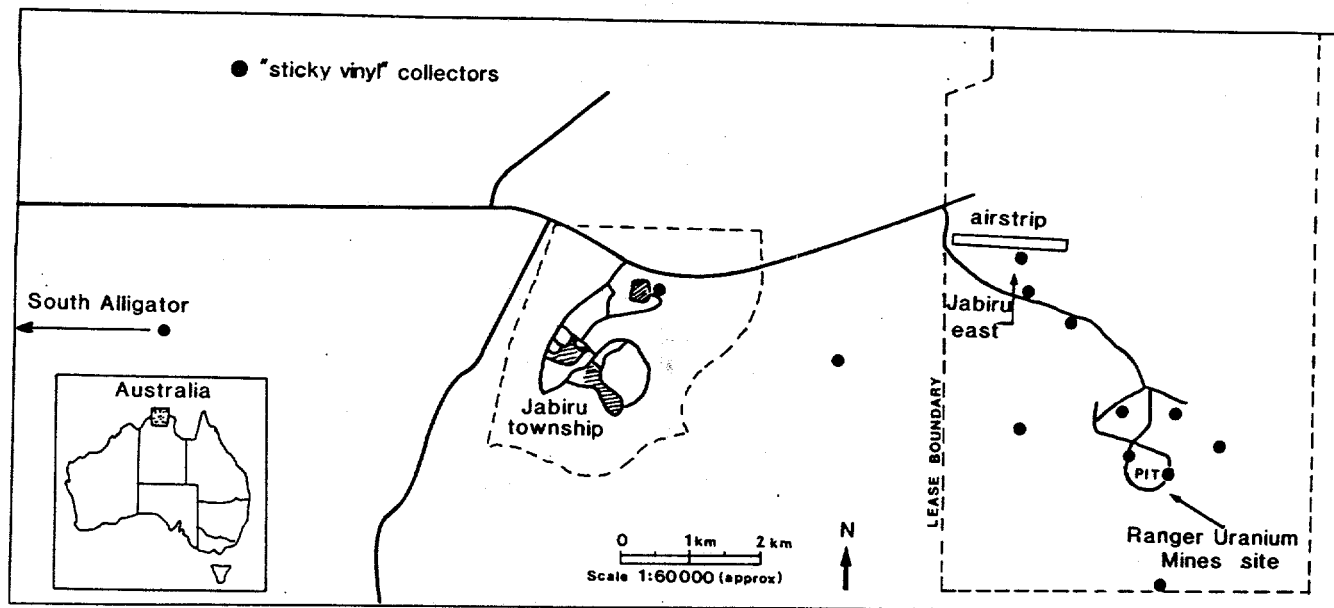 "sticky vinyl" collectors
airstrip
South Alligator
Jabiru
east
Australia
Jabiru
township
LEASE BOUNDARY
PIT
0 1km 2 km
Scale 1:60000 (approx)
N
Ranger Uranium
Mines site